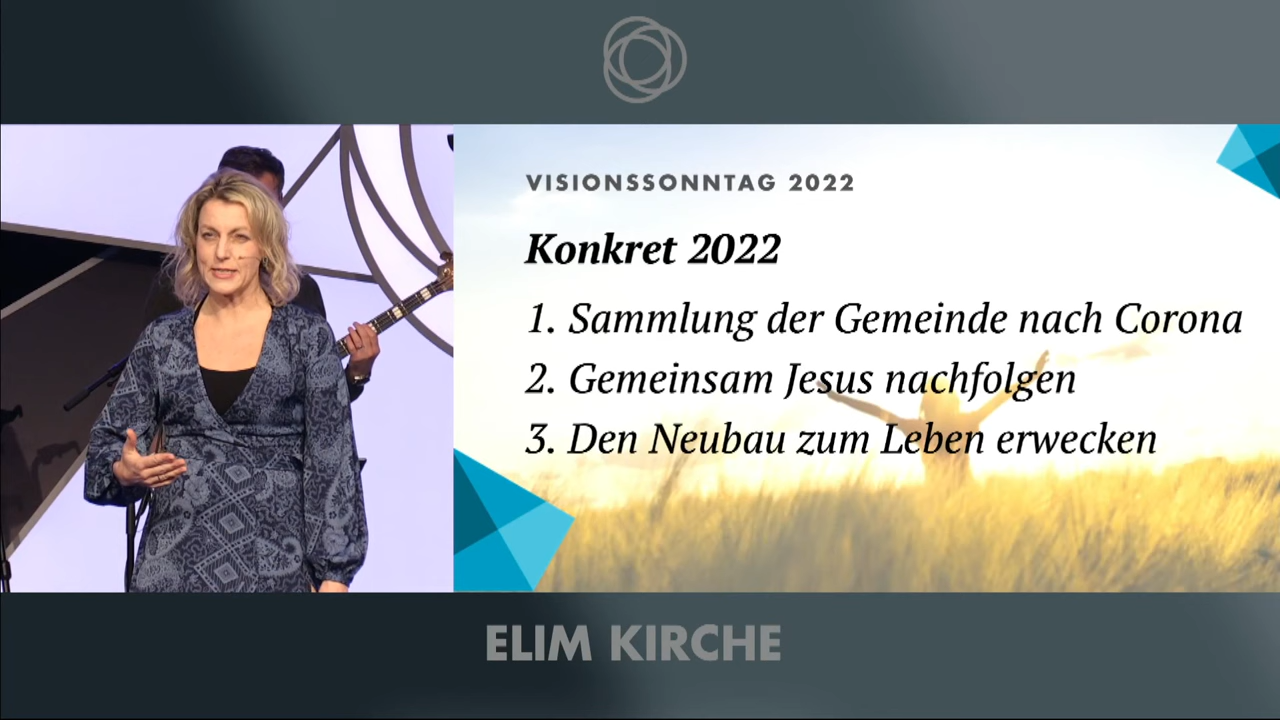 VISIONSSONNTAG 2022
Konkret 2022
1. Sammlung der Gemeinde nach Corona
2. Gemeinsam Jesus nachfolgen
3. Den Neubau zum Leben erwecken
ELIM KIRCHE